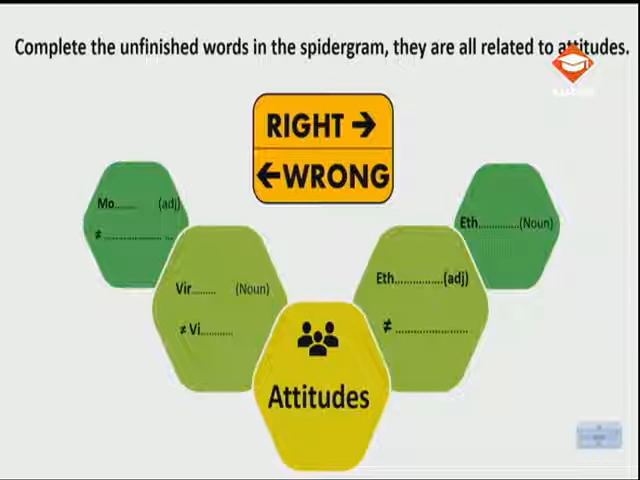 Complete the unfinished words in the spidergram, they are all related to attitudes.
RIGHT →
←WRONG
Mo....... (adj)
≠ ................. ...
Vir........ (Noun)
≠ Vi..........
Eth...............(adj)
≠ ......................
Eth.............(Noun)
Attitudes